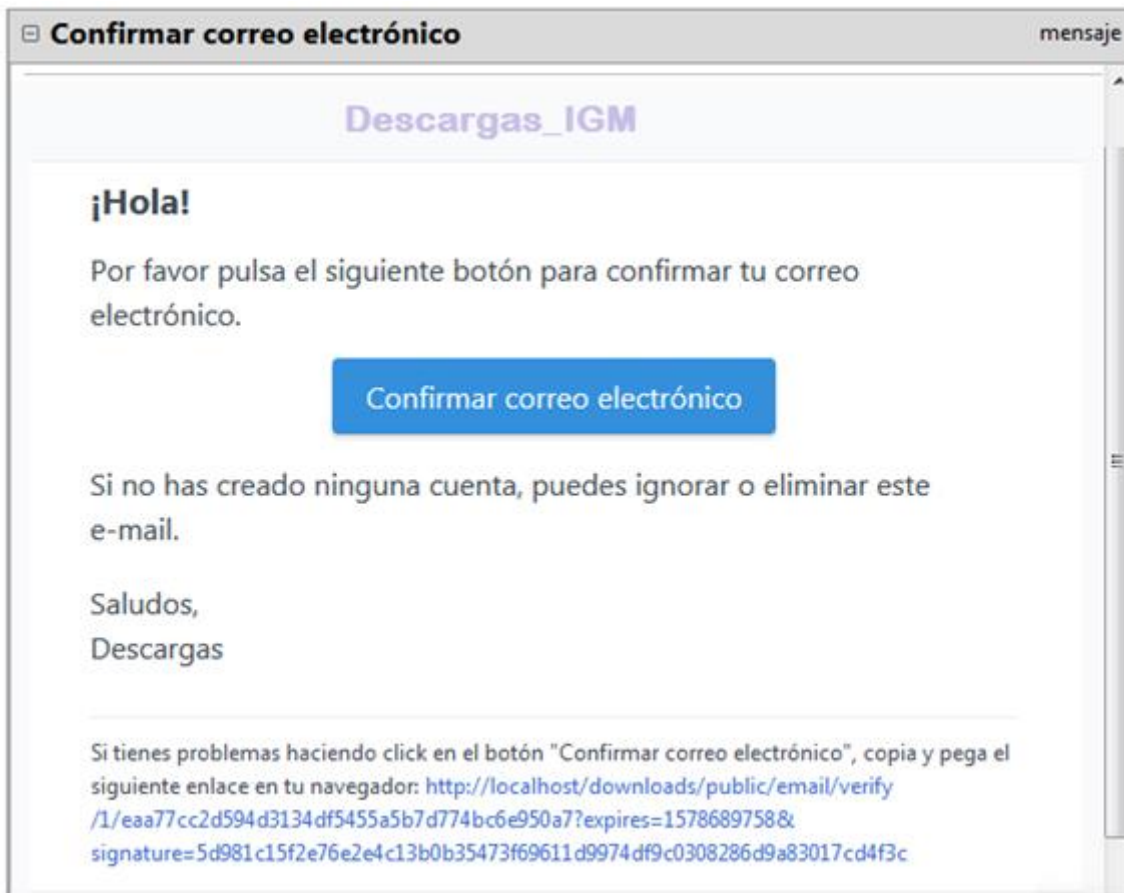 Confirmar correo electrónico
mensaje
Descargas_IGM
¡Hola!
Por favor pulsa el siguiente botón para confirmar tu correo
electrónico.
Confirmar correo electrónico
Si no has creado ninguna cuenta, puedes ignorar o eliminar este
e-mail.
Saludos,
Descargas
Si tienes problemas haciendo click en el botón "Confirmar correo electrónico", copia y pega el
siguiente enlace en tu navegador: http://localhost/downloads/public/email/verify
/1/eaa77cc2d594d3134df5455a5b7d774bc6e950a7?expires=1578689758&
signature=5d981c15f2e76e2e4c13b0b35473f69611d9974df9c0308286d9a83017cd4f3c